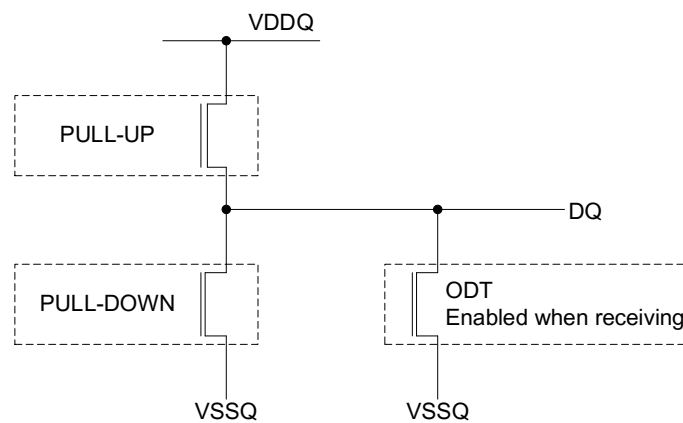 VDDQ
PULL-UP
DQ
PULL-DOWN
ODT
Enabled when receiving
VSSQ
VSSQ